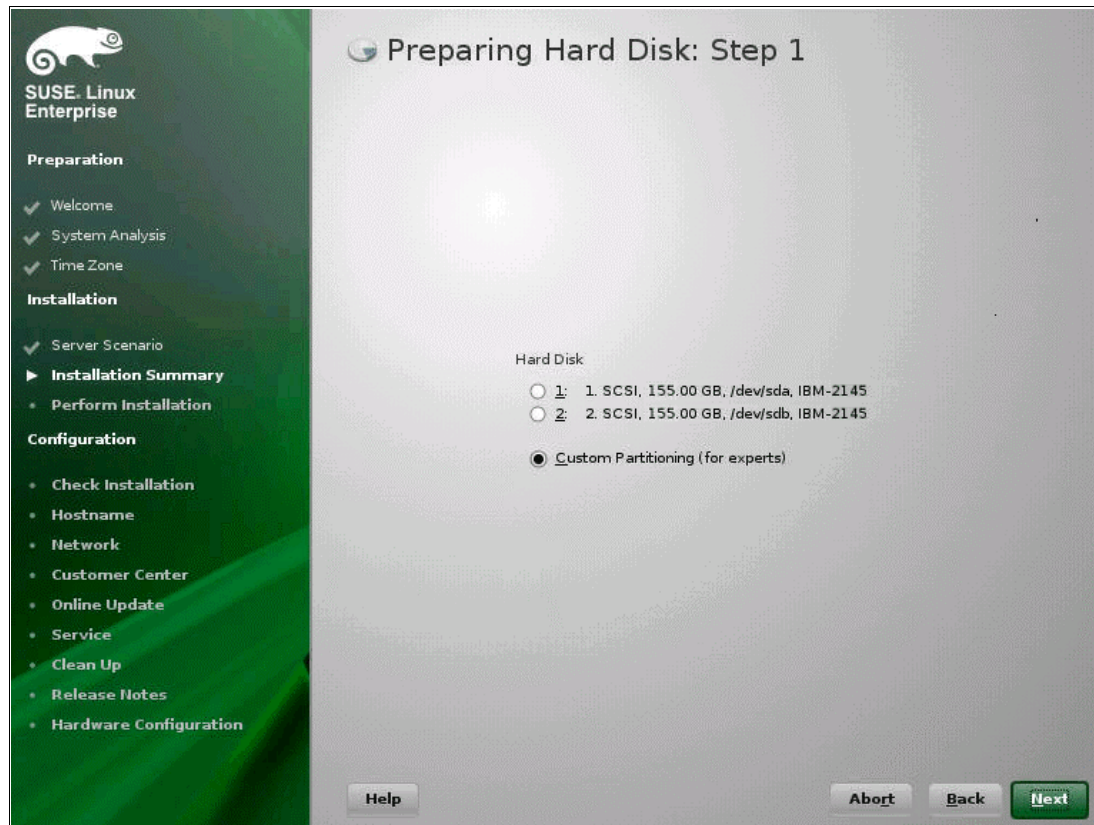 SUSE. Linux
Enterprise
Preparation
Welcome
System Analysis
Time Zone
Installation
Server Scenario
Installation Summary
Perform Installation
Configuration
Check Installation
Hostname
Network
Customer Center
Online Update
Service
Clean Up
Release Notes
Hardware Configuration
Preparing Hard Disk: Step 1
Hard Disk
1: 1. SCSI, 155.00 GB, /dev/sda, IBM-2145
2: 2. SCSI, 155.00 GB, /dev/sdb, IBM-2145
Custom Partitioning (for experts)
Help
Abort
Back
Next